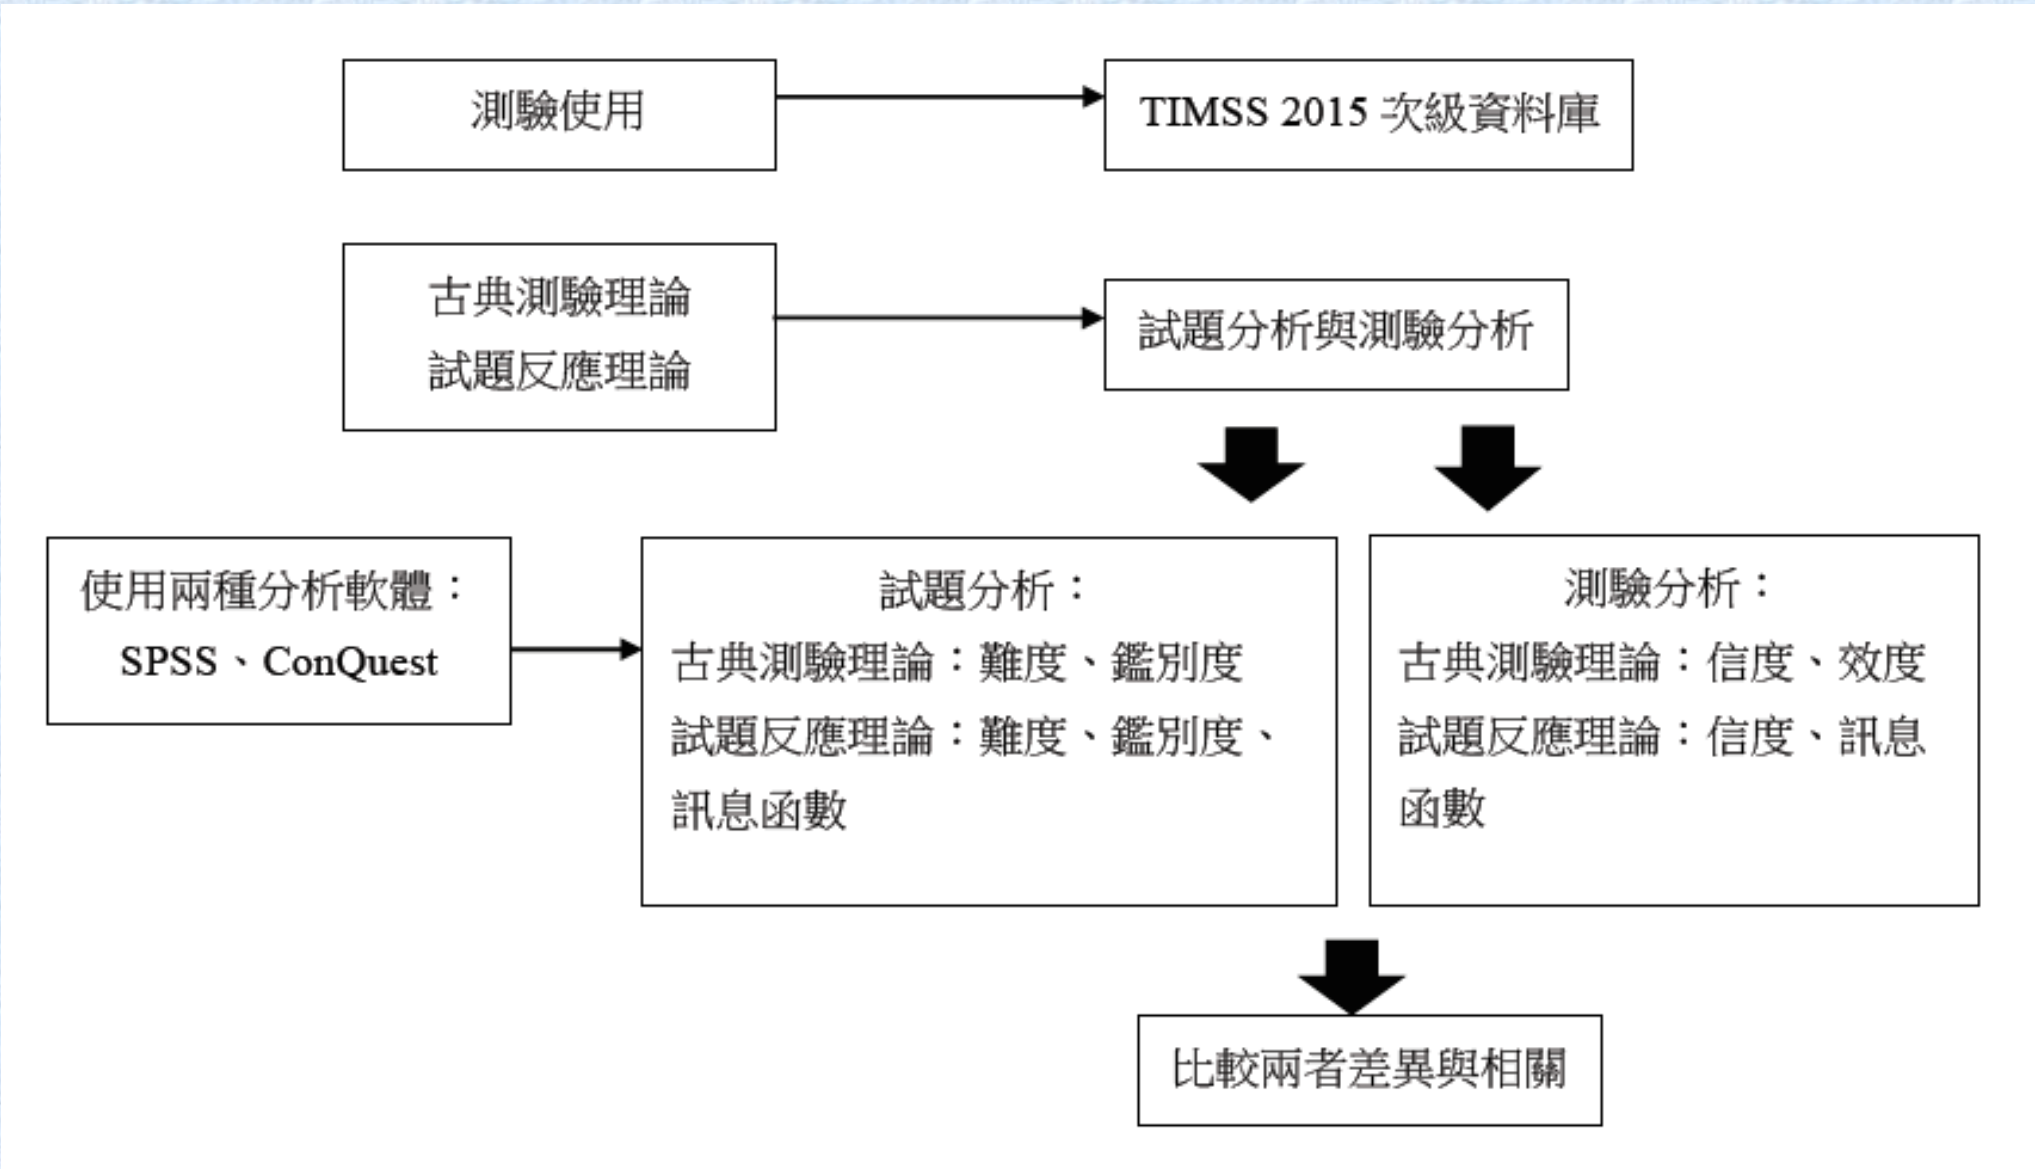 測驗使用
TIMSS 2015 次級資料庫
古典測驗理論
試題反應理論
試題分析與測驗分析
使用兩種分析軟體：
SPSS、ConQuest
試題分析：
古典測驗理論：難度、鑑別度
試題反應理論：難度、鑑別度、
訊息函數
測驗分析：
古典測驗理論：信度、效度
試題反應理論：信度、訊息
函數
比較兩者差異與相關